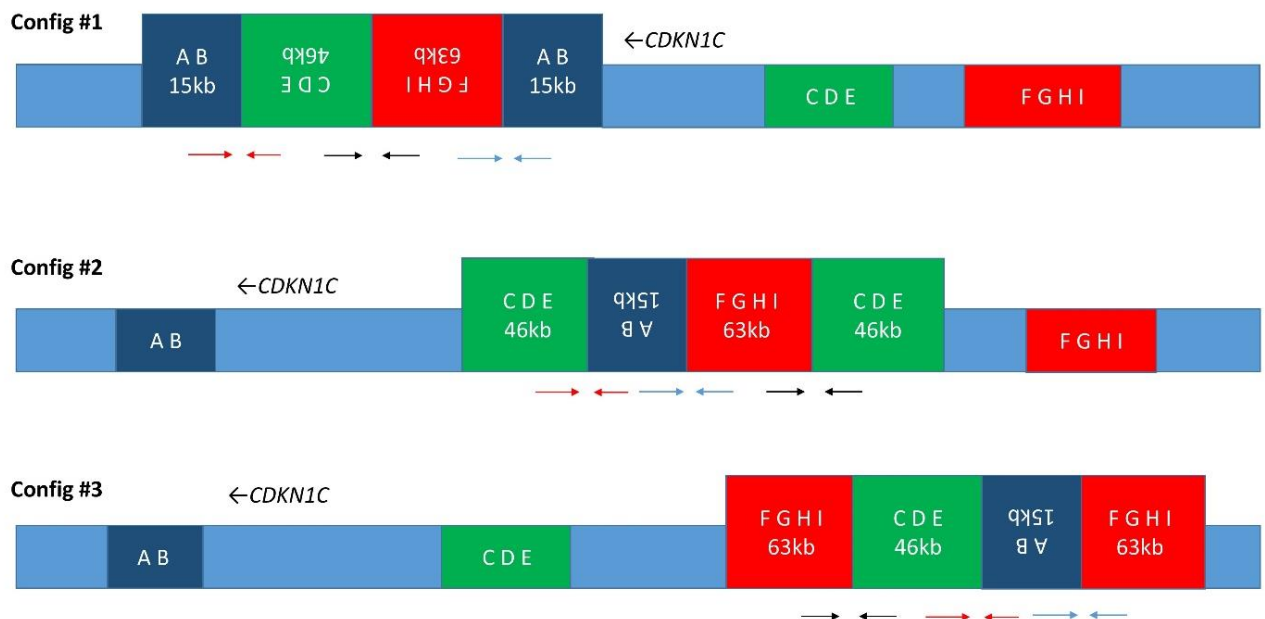 Config #1
A B
15kb
C D E
46kb
F G H I
63kb
A B
15kb
←CDKN1C
C D E
F G H I
Config #2
←CDKN1C
A B
C D E
46kb
A B
15kb
F G H I
63kb
C D E
46kb
F G H I
Config #3
←CDKN1C
A B
C D E
F G H I
63kb
C D E
46kb
A B
15kb
F G H I
63kb